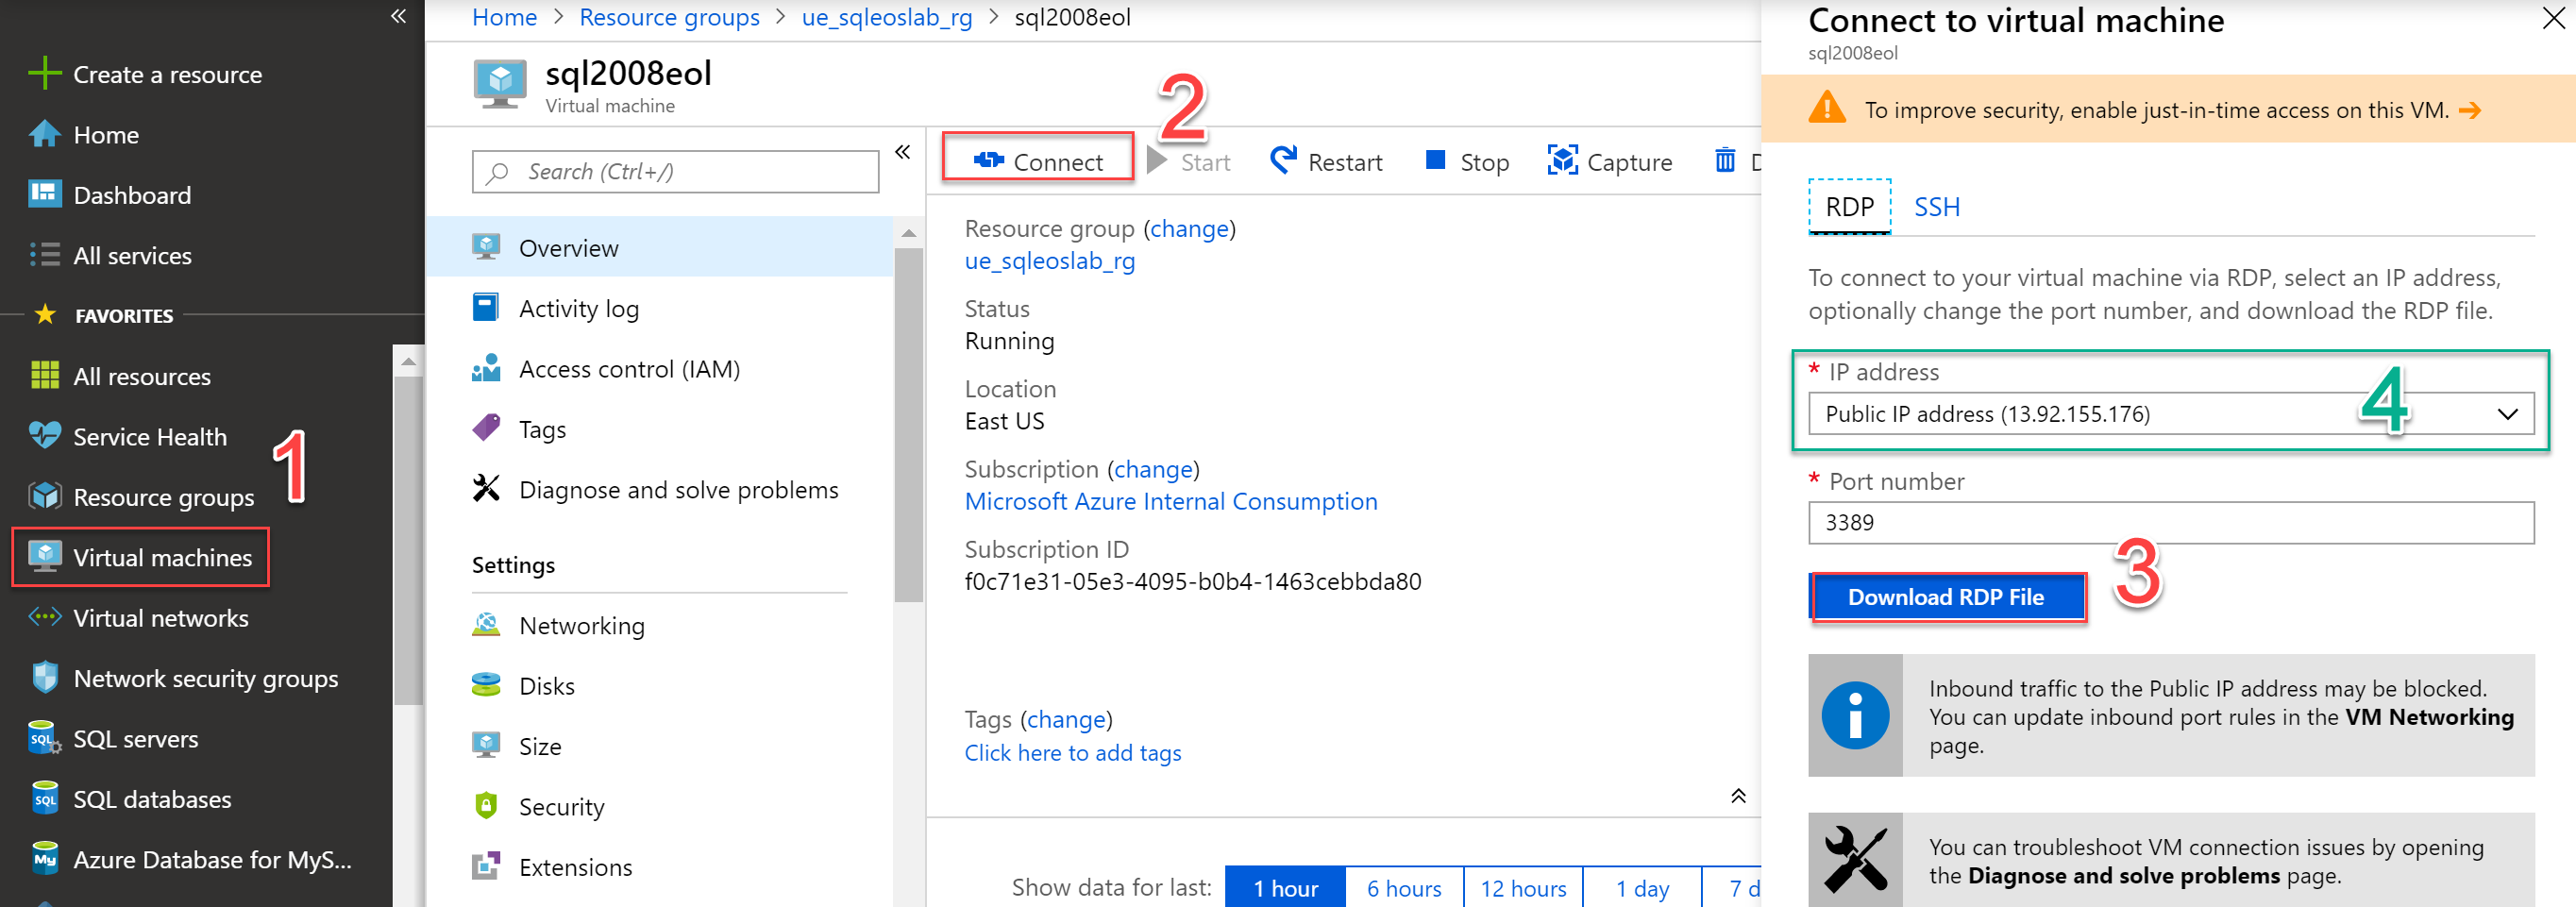 Create a resource
Home
Dashboard
All services
FAVORITES
All resources
Service Health
1
Resource groups
Virtual machines
Virtual networks
Network security groups
SQL servers
SQL databases
Azure Database for MyS...
Home > Resource groups > ue_sqleoslab_rg > sql2008eol
sql2008eol
Virtual machine
Search (Ctrl+/)
Overview
Activity log
Access control (IAM)
Tags
Diagnose and solve problems
Settings
Networking
Disks
Size
Security
Extensions
2
Connect Start Restart Stop Capture D
Resource group (change)
ue_sqleoslab_rg
Status
Running
Location
East US
Subscription (change)
Microsoft Azure Internal Consumption
Subscription ID
f0c71e31-05e3-4095-b0b4-1463cebbda80
Tags (change)
Click here to add tags
Show data for last: 1 hour 6 hours 12 hours 1 day 7 d
Connect to virtual machine
sql2008eol
To improve security, enable just-in-time access on this VM.
RDP SSH
To connect to your virtual machine via RDP, select an IP address,
optionally change the port number, and download the RDP file.
* IP address
Public IP address (13.92.155.176)
4
* Port number
3389
3
Download RDP File
Inbound traffic to the Public IP address may be blocked.
You can update inbound port rules in the VM Networking
page.
You can troubleshoot VM connection issues by opening
the Diagnose and solve problems page.